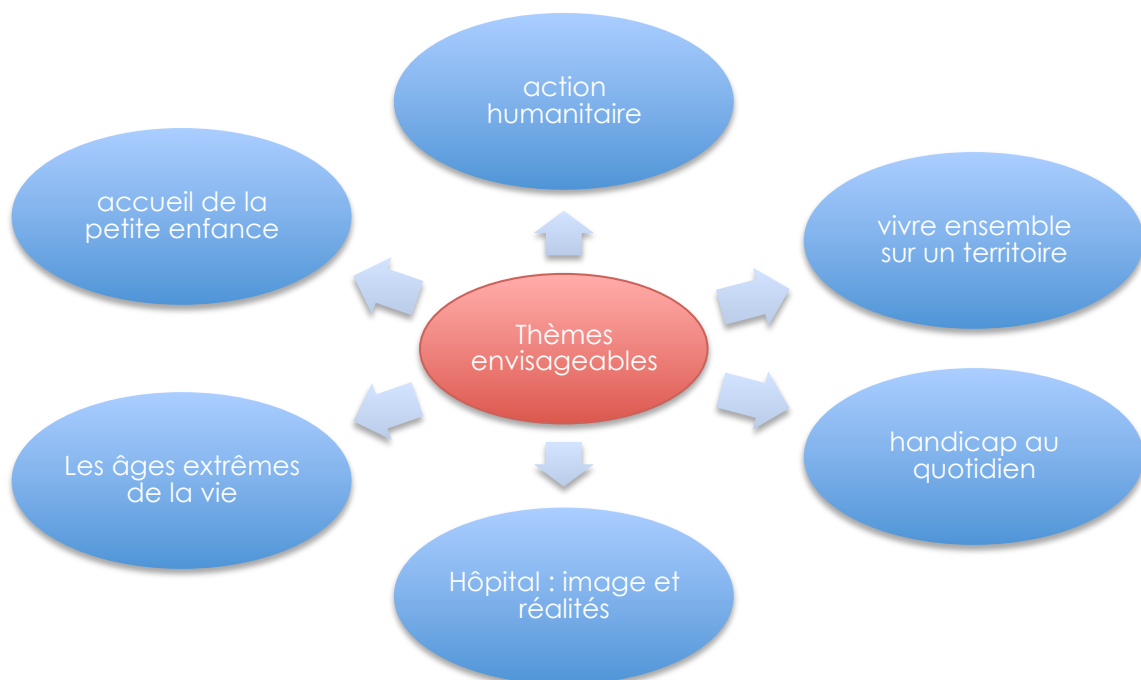 action
humanitaire
accueil de la
petite enfance
vivre ensemble
sur un territoire
Thèmes
envisageables
Les âges extrêmes
de la vie
handicap au
quotidien
Hôpital : image et
réalités